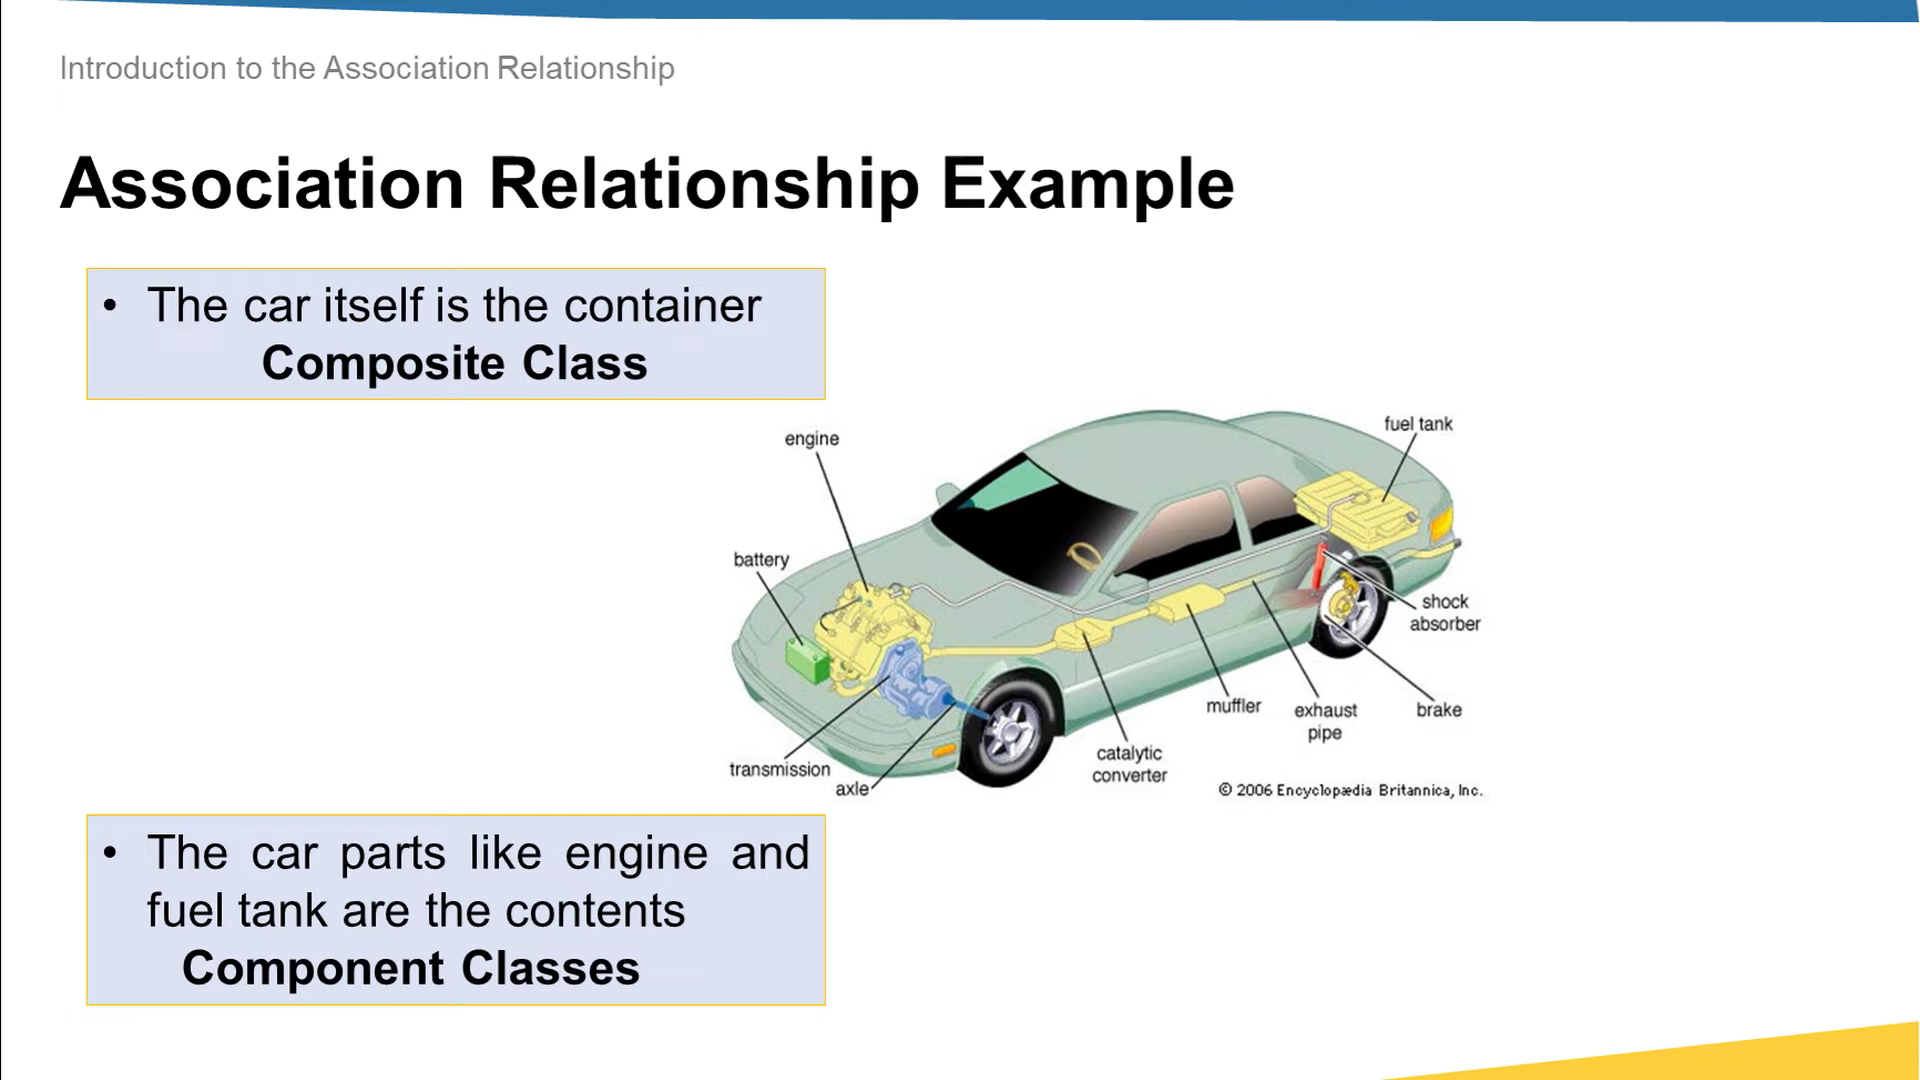 Introduction to the Association Relationship
Association Relationship Example
• The car itself is the container
Composite Class
engine
fuel tank
battery
shock
absorber
muffler
exhaust
pipe
brake
transmission
axle
catalytic
converter
© 2006 Encyclopædia Britannica, Inc.
• The car parts like engine and
fuel tank are the contents
Component Classes